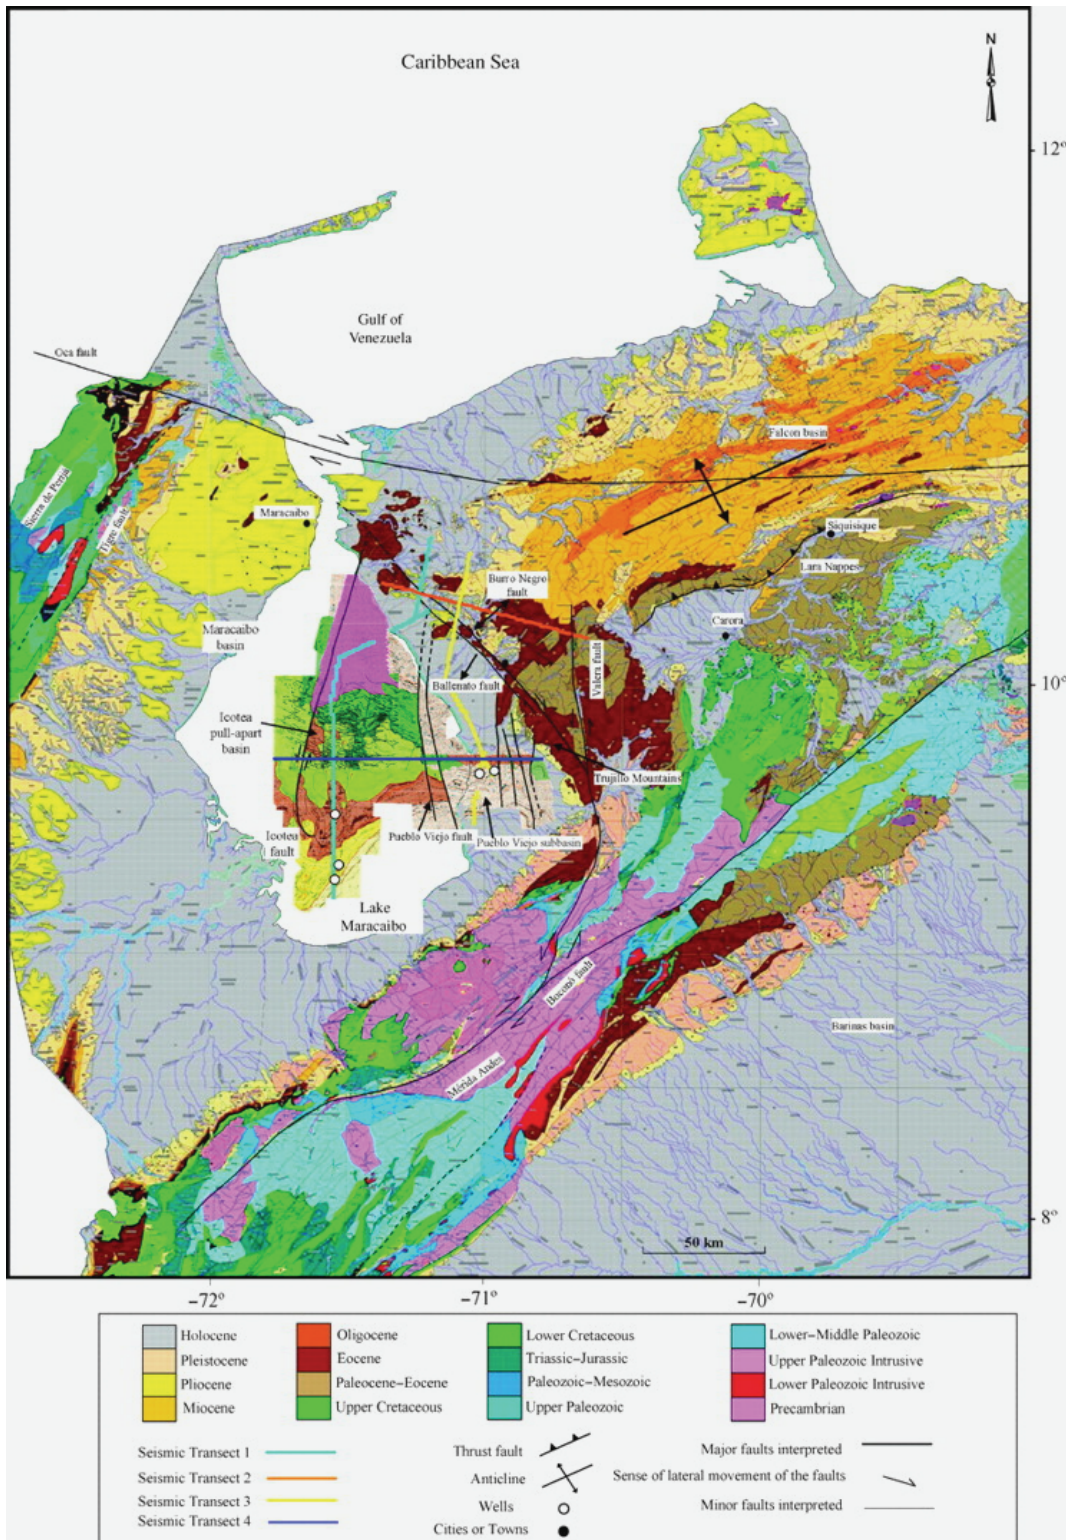 Caribbean Sea
N
12°
Gulf of
Venezuela
Oca fault
Falcon basin
Sierra de Perijá
Tigre fault
Maracaibo
Siquisique
Lara Nappes
Burro Negro
fault
Carora
Maracaibo
basin
Valera fault
10°
Ballenato fault
Icotea
pull-apart
basin
Trujillo Mountains
Icotea
fault
Pueblo Viejo fault
Pueblo Viejo subbasin
Lake
Maracaibo
Boconó fault
Barinas basin
Mérida Andes
50 km
8°
−72°
−71°
−70°
Holocene
Pleistocene
Pliocene
Miocene
Oligocene
Eocene
Paleocene−Eocene
Upper Cretaceous
Lower Cretaceous
Triassic-Jurassic
Paleozoic-Mesozoic
Upper Paleozoic
Lower−Middle Paleozoic
Upper Paleozoic Intrusive
Lower Paleozoic Intrusive
Precambrian
Seismic Transect 1
Seismic Transect 2
Seismic Transect 3
Seismic Transect 4
Thrust fault
Anticline
Wells
Cities or Towns
Major faults interpreted
Sense of lateral movement of the faults
Minor faults interpreted